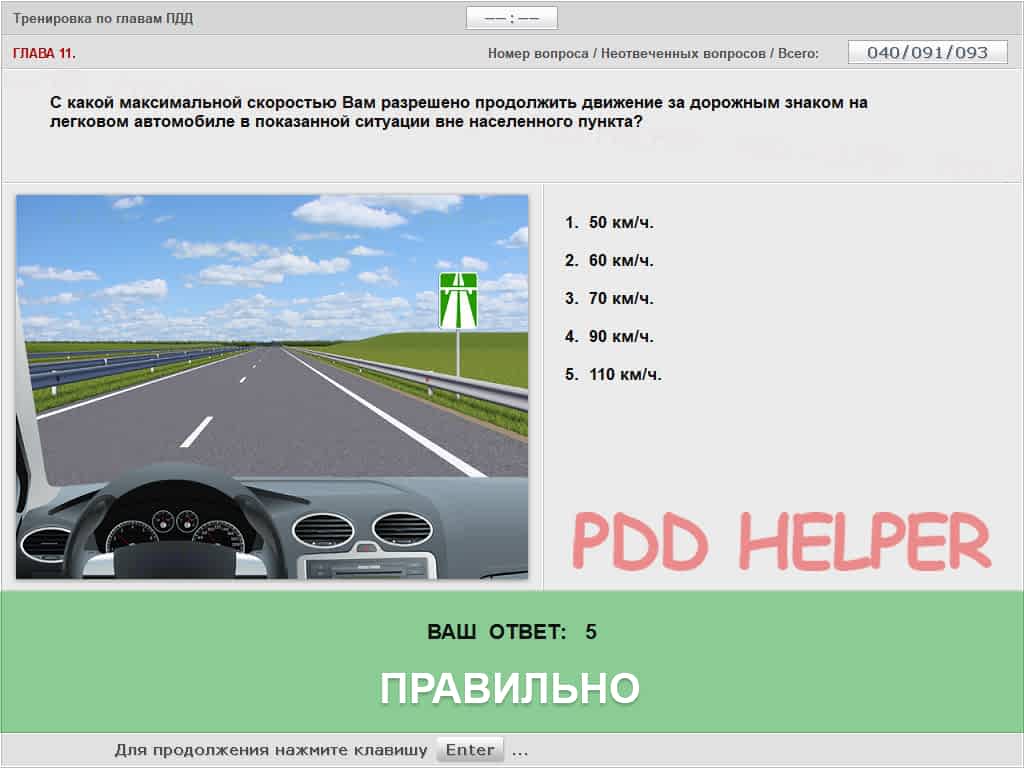 Тренировка по главам ПДД
––:––
ГЛАВА 11.
Номер вопроса / Неотвеченных вопросов / Всего:
040/091/093
С какой максимальной скоростью Вам разрешено продолжить движение за дорожным знаком на
легковом автомобиле в показанной ситуации вне населенного пункта?
1. 50 км/ч.
2. 60 км/ч.
3. 70 км/ч.
4. 90 км/ч.
5. 110 км/ч.
PDD HELPER
ВАШ ОТВЕТ: 5
ПРАВИЛЬНО
Для продолжения нажмите клавишу Enter ...